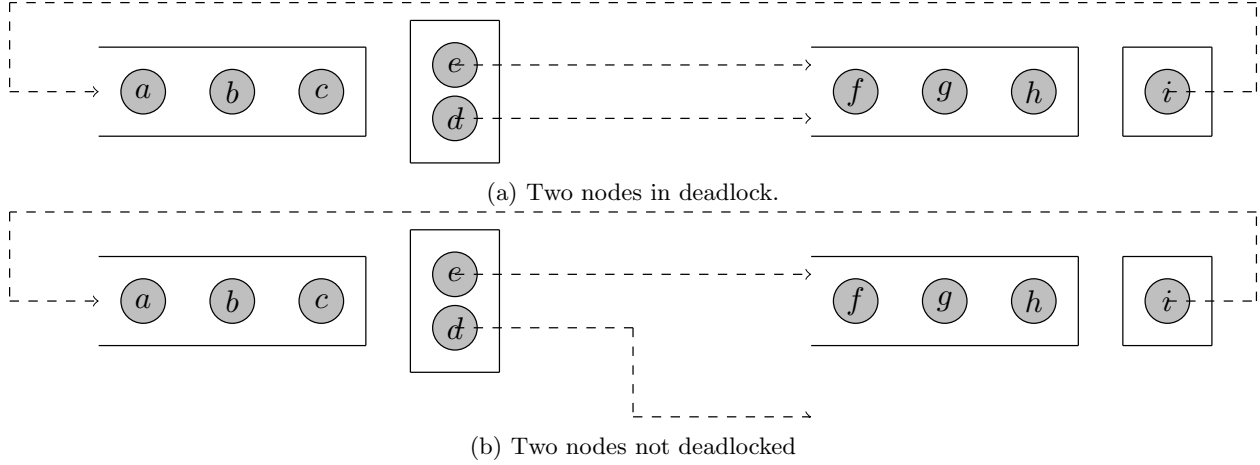 e
a b c f g h i
d
(a) Two nodes in deadlock.
e
a b c f g h i
d
(b) Two nodes not deadlocked